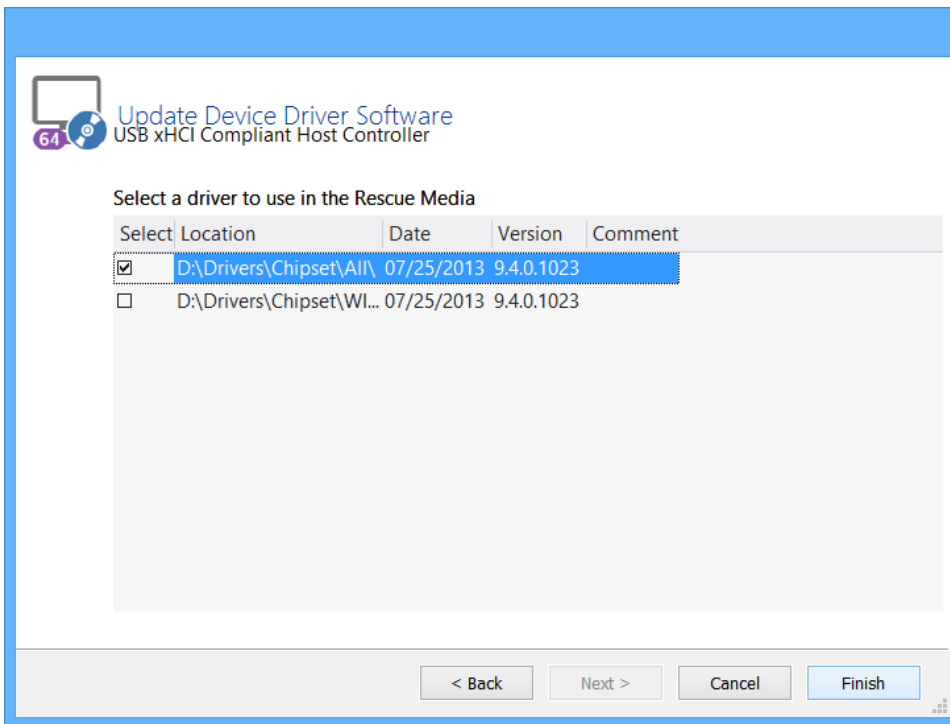 64
Update Device Driver Software
USB xHCI Compliant Host Controller
Select a driver to use in the Rescue Media
Select Location Date Version Comment
D:\Drivers\Chipset\All\ 07/25/2013 9.4.0.1023
D:\Drivers\Chipset\WI... 07/25/2013 9.4.0.1023
< Back Next > Cancel Finish